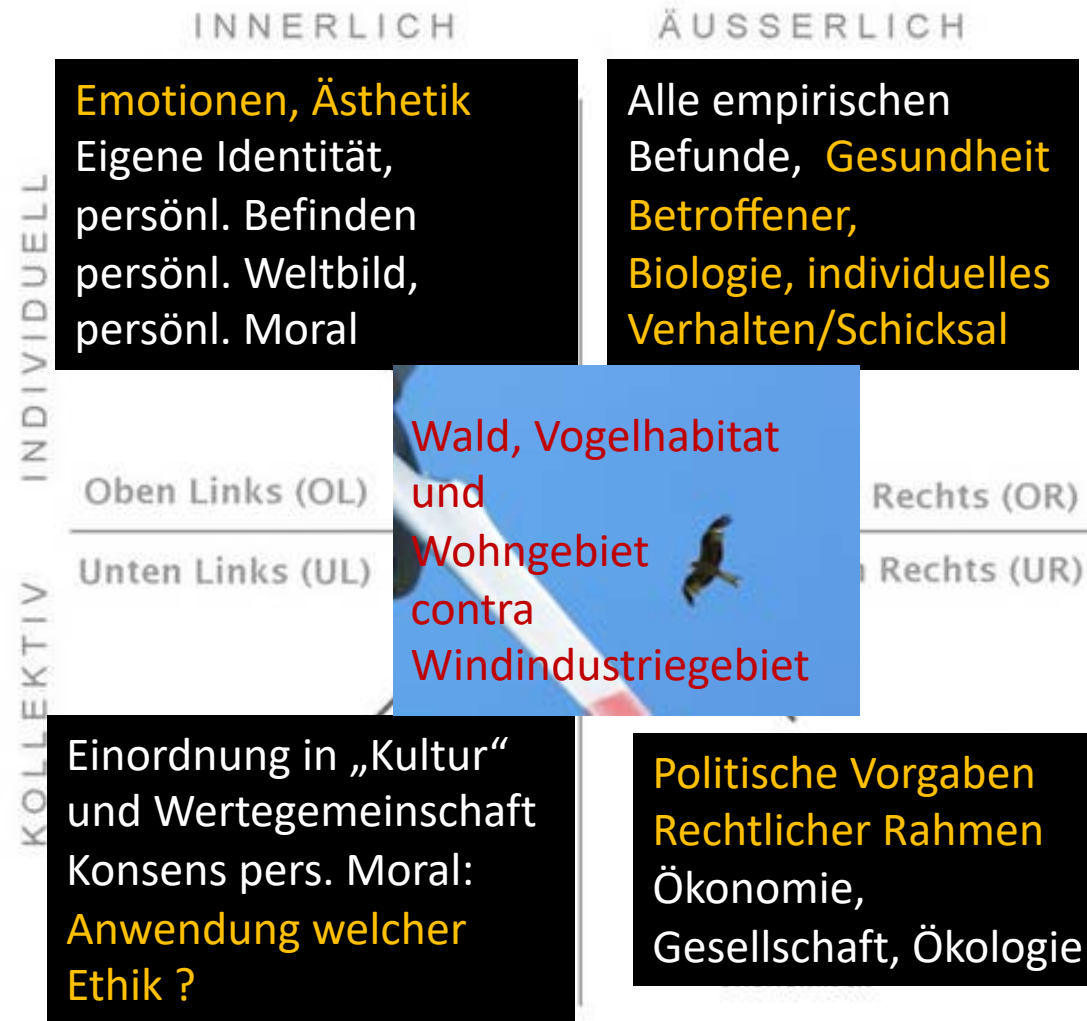 INNERLICH
ÄUSSERLICH
INDIVIDUELL
Emotionen, Ästhetik
Eigene Identität,
persönl. Befinden
persönl. Weltbild,
persönl. Moral
Alle empirischen
Befunde, Gesundheit
Betroffener,
Biologie, individuelles
Verhalten/Schicksal
Wald, Vogelhabitat
und
Wohngebiet
contra
Windindustriegebiet
Oben Links (OL)
Rechts (OR)
Unten Links (UL)
Rechts (UR)
KOLLEKTIV
Einordnung in „Kultur“
und Wertegemeinschaft
Konsens pers. Moral:
Anwendung welcher
Ethik ?
Politische Vorgaben
Rechtlicher Rahmen
Ökonomie,
Gesellschaft, Ökologie